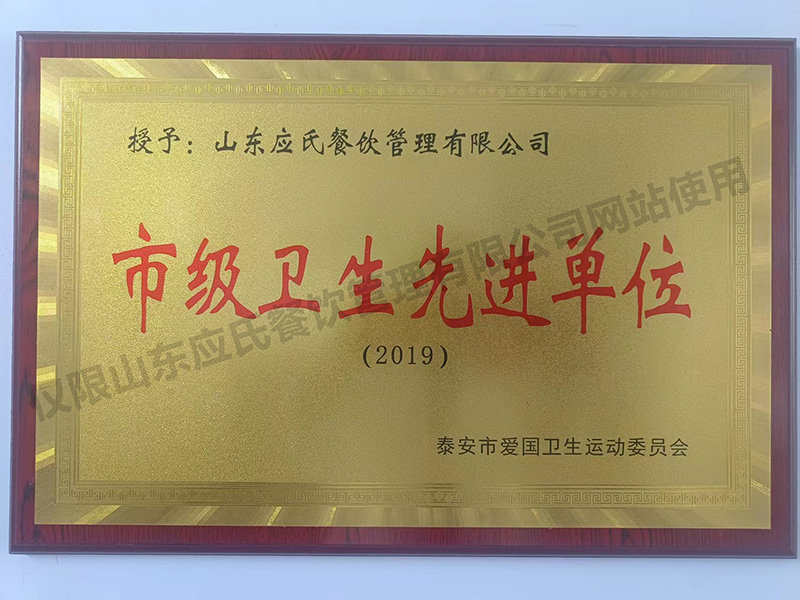 授予：山东应氏餐饮管理有限公司
市级卫生先进单位
(2019)
泰安市爱国卫生运动委员会
仅限山东应氏餐饮管理有限公司网站使用